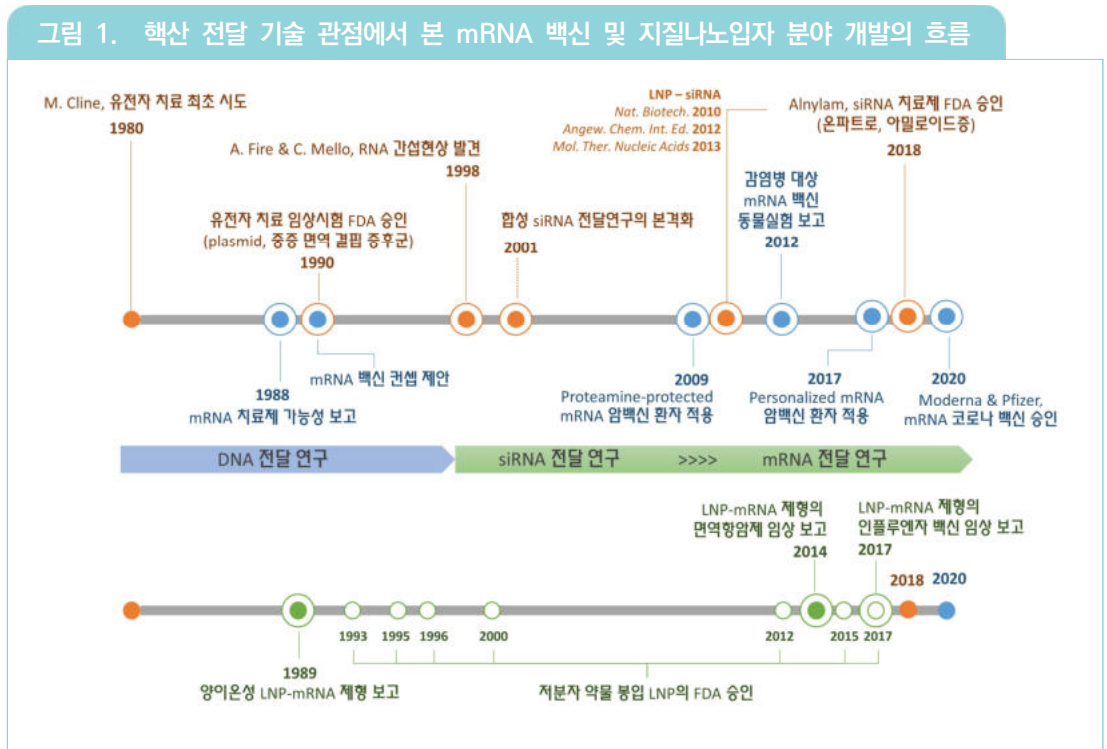 그림 1. 핵산 전달 기술 관점에서 본 mRNA 백신 및 지질나노입자 분야 개발의 흐름
M. Cline, 유전자 치료 최초 시도
1980
A. Fire & C. Mello, RNA 간섭현상 발견
1998
유전자 치료 임상시험 FDA 승인
(plasmid, 중증 면역 결핍 증후군)
1990
합성 siRNA 전달연구의 본격화
2001
LNP – siRNA
Nat. Biotech. 2010
Angew. Chem. Int. Ed. 2012
Mol. Ther. Nucleic Acids 2013
감염병 대상
mRNA 백신
동물실험 보고
2012
Alnylam, siRNA 치료제 FDA 승인
(온파트로, 아밀로이드증)
2018
1988
mRNA 치료제 가능성 보고
mRNA 백신 컨셉 제안
2009
Proteamine-protected
mRNA 암백신 환자 적용
2017
Personalized mRNA
암백신 환자 적용
2020
Moderna & Pfizer,
mRNA 코로나 백신 승인
DNA 전달 연구
siRNA 전달 연구 >>>> mRNA 전달 연구
LNP-mRNA 제형의
면역항암제 임상 보고
2014
LNP-mRNA 제형의
인플루엔자 백신 임상 보고
2017
2018 2020
1993 1995 1996 2000 2012 2015 2017
1989
양이온성 LNP-mRNA 제형 보고
저분자 약물 봉입 LNP의 FDA 승인